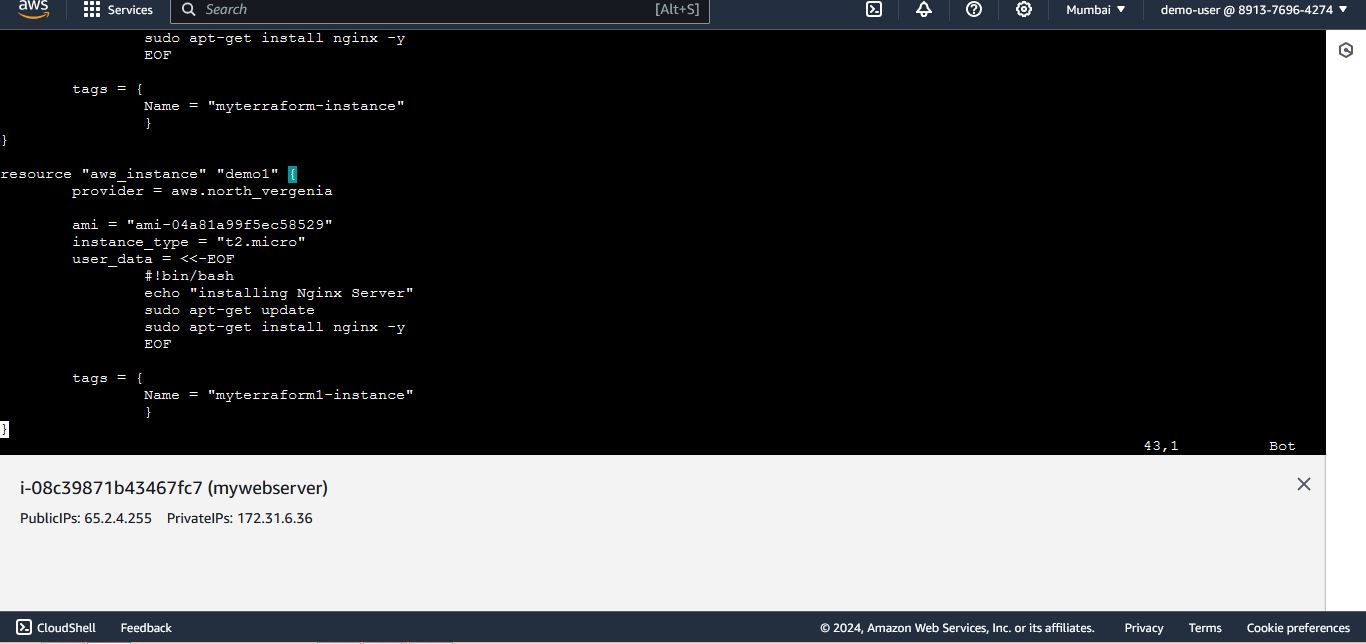 aws Services Search [Alt+S] Mumbai ▼ demo-user @ 8913-7696-4274 ▼
sudo apt-get install nginx -y
EOF
tags = {
Name = "myterraform-instance"
}
}
resource "aws_instance" "demo1" {
provider = aws.north_vergenia
ami = "ami-04a81a99f5ec58529"
instance_type = "t2.micro"
user_data = <<-EOF
#!bin/bash
echo "installing Nginx Server"
sudo apt-get update
sudo apt-get install nginx -y
EOF
tags = {
Name = "myterraform1-instance"
}
}
43,1 Bot
i-08c39871b43467fc7 (mywebserver)
PublicIPs: 65.2.4.255 PrivateIPs: 172.31.6.36
CloudShell Feedback © 2024, Amazon Web Services, Inc. or its affiliates. Privacy Terms Cookie preferences